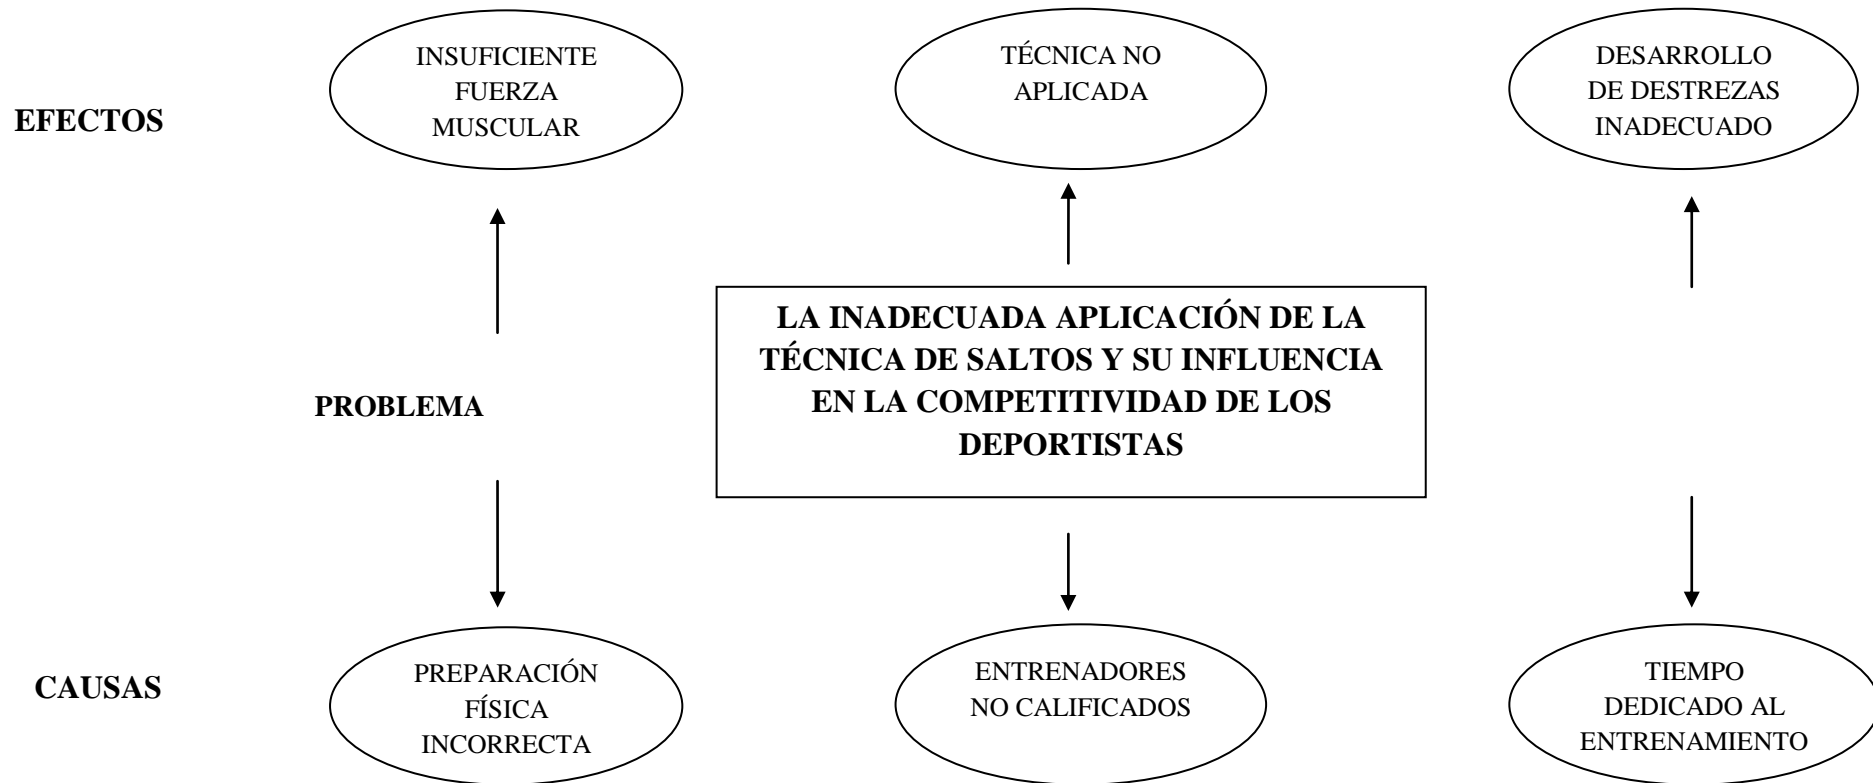 EFECTOS
INSUFICIENTE
FUERZA
MUSCULAR
TÉCNICA NO
APLICADA
DESARROLLO
DE DESTREZAS
INADECUADO
PROBLEMA
LA INADECUADA APLICACIÓN DE LA
TÉCNICA DE SALTOS Y SU INFLUENCIA
EN LA COMPETITIVIDAD DE LOS
DEPORTISTAS
CAUSAS
PREPARACIÓN
FÍSICA
INCORRECTA
ENTRENADORES
NO CALIFICADOS
TIEMPO
DEDICADO AL
ENTRENAMIENTO